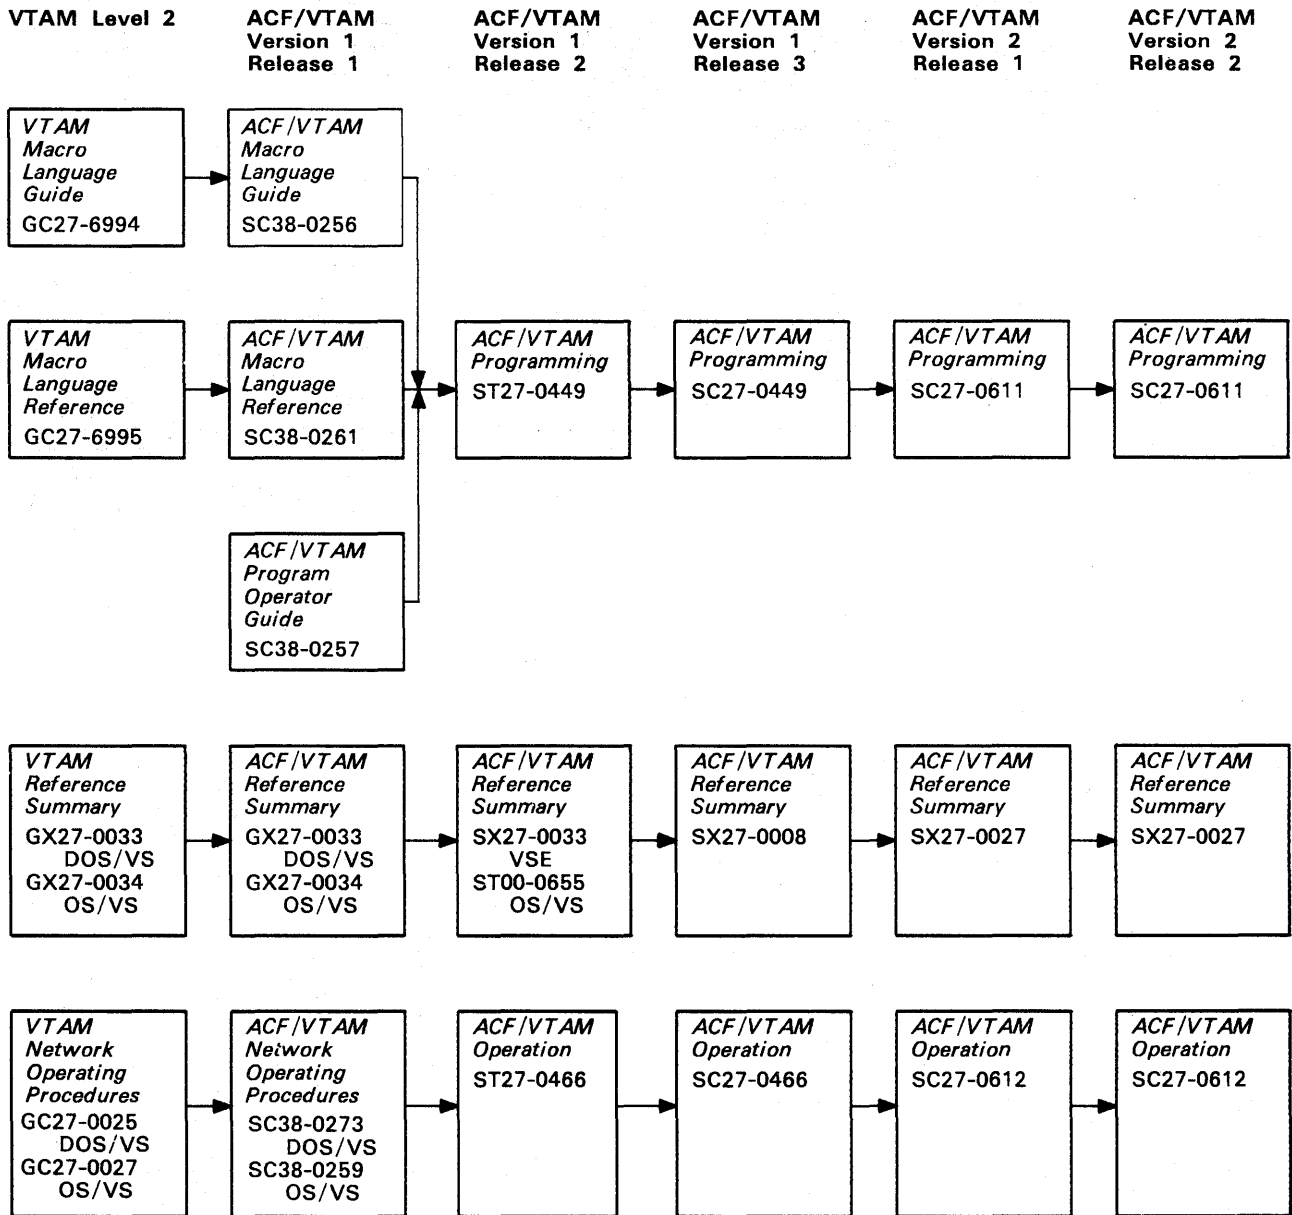 VTAM Level 2
ACF/VTAM
Version 1
Release 1
ACF/VTAM
Version 1
Release 2
ACF/VTAM
Version 1
Release 3
ACF/VTAM
Version 2
Release 1
ACF/VTAM
Version 2
Release 2
VTAM
Macro
Language
Guide
GC27-6994
ACF/VTAM
Macro
Language
Guide
SC38-0256
VTAM
Macro
Language
Reference
GC27-6995
ACF/VTAM
Macro
Language
Reference
SC38-0261
ACF/VTAM
Programming
ST27-0449
ACF/VTAM
Programming
SC27-0449
ACF/VTAM
Programming
SC27-0611
ACF/VTAM
Programming
SC27-0611
ACF/VTAM
Program
Operator
Guide
SC38-0257
VTAM
Reference
Summary
GX27-0033
DOS/VS
GX27-0034
OS/VS
ACF/VTAM
Reference
Summary
GX27-0033
DOS/VS
GX27-0034
OS/VS
ACF/VTAM
Reference
Summary
SX27-0033
VSE
ST00-0655
OS/VS
ACF/VTAM
Reference
Summary
SX27-0008
ACF/VTAM
Reference
Summary
SX27-0027
ACF/VTAM
Reference
Summary
SX27-0027
VTAM
Network
Operating
Procedures
GC27-0025
DOS/VS
GC27-0027
OS/VS
ACF/VTAM
Network
Operating
Procedures
SC38-0273
DOS/VS
SC38-0259
OS/VS
ACF/VTAM
Operation
ST27-0466
ACF/VTAM
Operation
SC27-0466
ACF/VTAM
Operation
SC27-0612
ACF/VTAM
Operation
SC27-0612